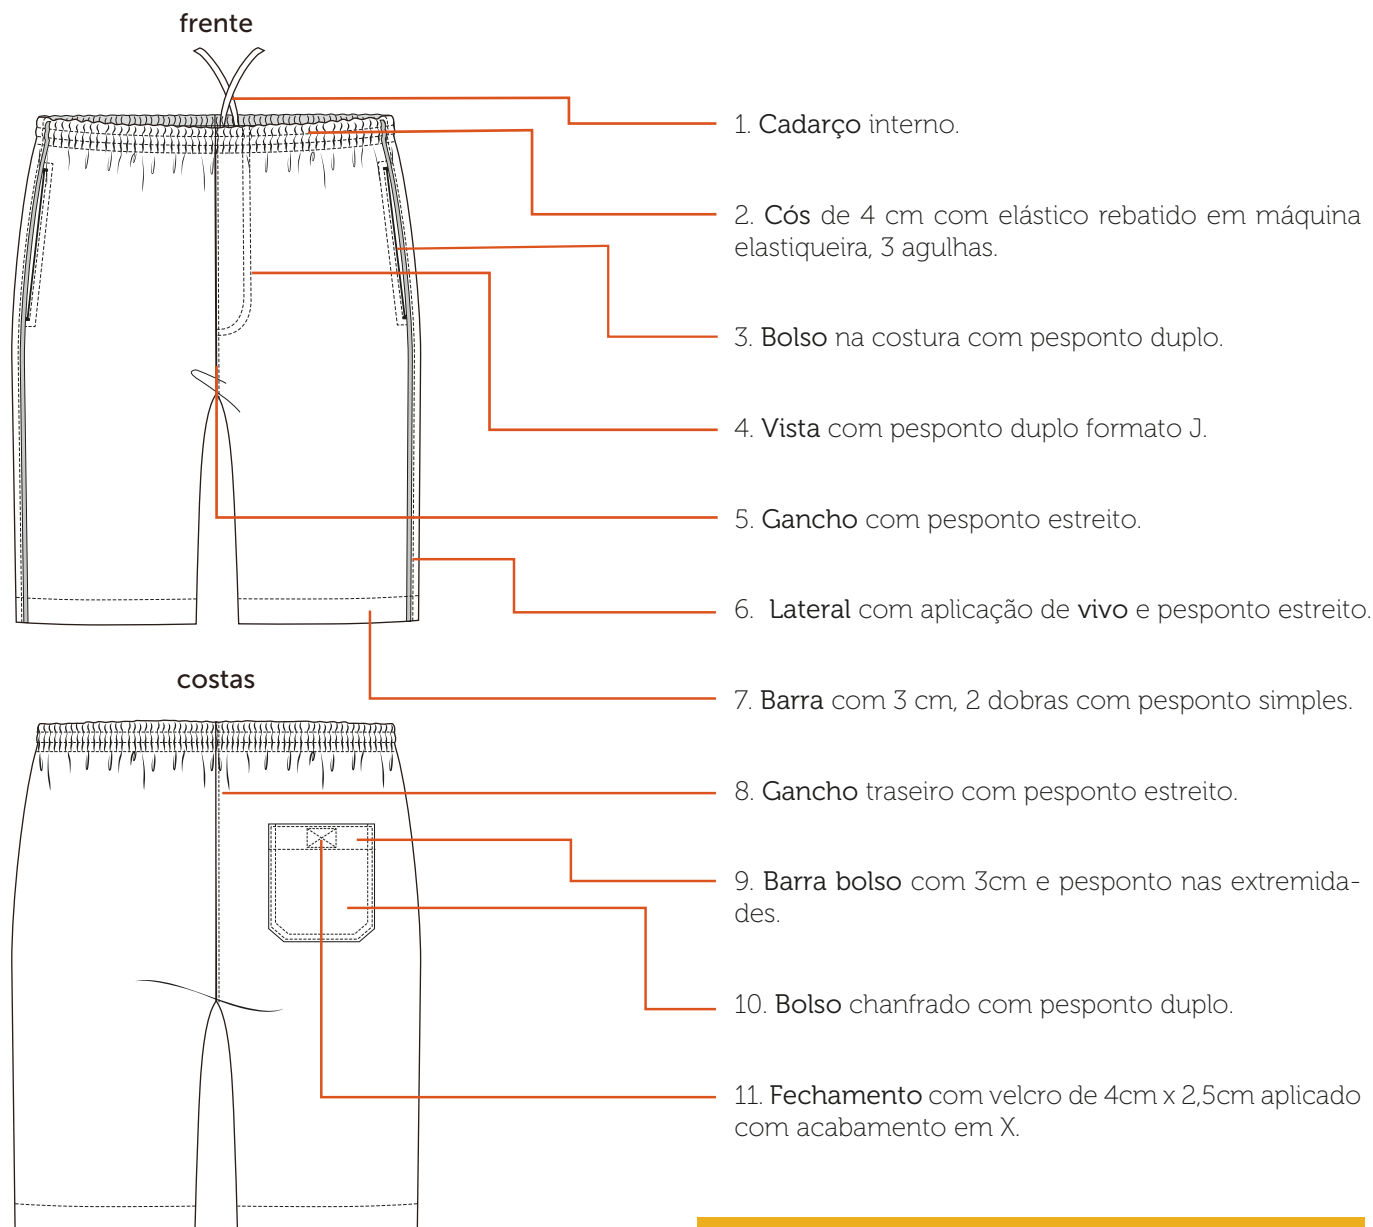 frente
1. Cadarço interno.
2. Cós de 4 cm com elástico rebatido em máquina
elastiqueira, 3 agulhas.
3. Bolso na costura com pesponto duplo.
4. Vista com pesponto duplo formato J.
5. Gancho com pesponto estreito.
6. Lateral com aplicação de vivo e pesponto estreito.
costas
7. Barra com 3 cm, 2 dobras com pesponto simples.
8. Gancho traseiro com pesponto estreito.
9. Barra bolso com 3cm e pesponto nas extremida-
des.
10. Bolso chanfrado com pesponto duplo.
11. Fechamento com velcro de 4cm x 2,5cm aplicado
com acabamento em X.